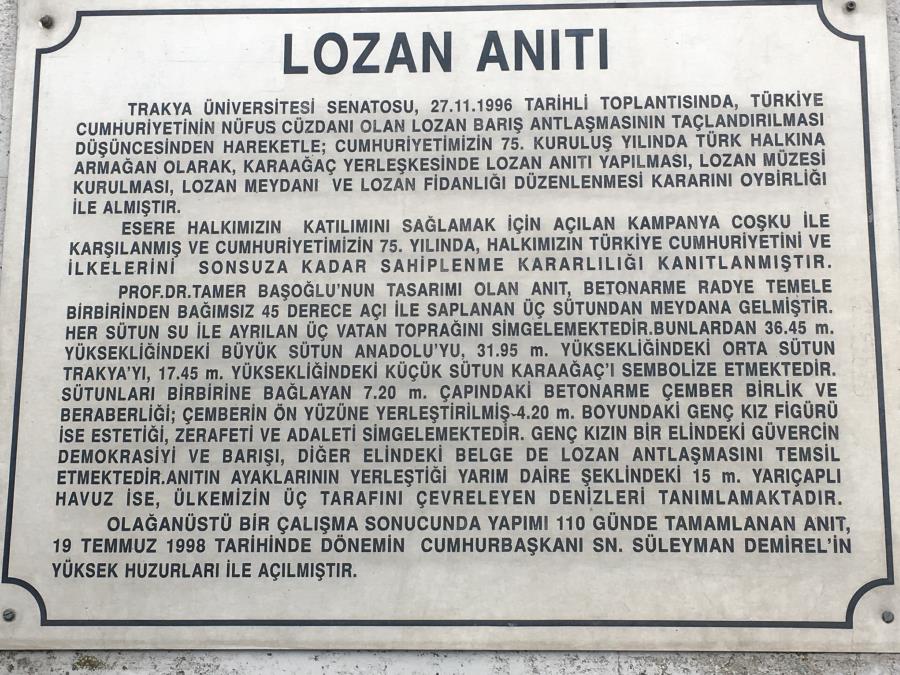 LOZAN ANITI
TRAKYA ÜNİVERSİTESİ SENATOSU, 27.11.1996 TARİHLİ TOPLANTISINDA, TÜRKİYE
CUMHURİYETİNİN NÜFUS CÜZDANI OLAN LOZAN BARIŞ ANTLAŞMASININ TAÇLANDIRILMASI
DÜŞÜNCESİNDEN HAREKETLE; CUMHURİYETİMİZİN 75. KURULUŞ YILINDA TÜRK HALKINA
ARMAĞAN OLARAK, KARAAĞAÇ YERLEŞKESİNDE LOZAN ANITI YAPILMASI, LOZAN MÜZESİ
KURULMASI, LOZAN MEYDANI VE LOZAN FİDANLIĞI DÜZENLENMESİ KARARINI OYBİRLİĞI
İLE ALMIŞTIR.
ESERE HALKIMIZIN KATILIMINI SAĞLAMAK İÇİN AÇILAN KAMPANYA COŞKU İLE
KARŞILANMIŞ VE CUMHURİYETİMİZİN 75. YILINDA, HALKIMIZIN TÜRKİYE CUMHURİYETİNİ VE
İLKELERİNİ SONSUZA KADAR SAHİPLENME KARARLILIĞI KANITLANMIŞTIR.
PROF.DR.TAMER BAŞOĞLU'NUN TASARIMI OLAN ANIT, BETONARME RADYE TEMELE
BİRBİRİNDEN BAĞIMSIZ 45 DERECE AÇI İLE SAPLANAN ÜÇ SÜTUNDAN MEYDANA GELMİŞTİR.
HER SÜTUN SU İLE AYRILAN ÜÇ VATAN TOPRAĞINI SİMGELEMEKTEDİR.BUNLARDAN 36.45 m.
YÜKSEKLİĞİNDEKİ BÜYÜK SÜTUN ANADOLU'YU, 31.95 m. YÜKSEKLİĞİNDEKİ ORTA SÜTUN
TRAKYA'YI, 17.45 m. YÜKSEKLİĞİNDEKİ KÜÇÜK SÜTUN KARAAĞAÇ'I SEMBOLİZE ETMEKTEDİR.
SÜTUNLARI BİRBİRİNE BAĞLAYAN 7.20 m. ÇAPINDAKİ BETONARME ÇEMBER BİRLİK VE
BERABERLİĞİ; ÇEMBERİN ÖN YÜZÜNE YERLEŞTİRİLMİŞ 4.20 m. BOYUNDAKİ GENÇ KIZ FİGÜRÜ
İSE ESTETİĞİ, ZERAFETİ VE ADALETİ SİMGELEMEKTEDİR. GENÇ KIZIN BİR ELİNDEKİ GÜVERCİN
DEMOKRASİYİ VE BARIŞI, DİĞER ELİNDEKİ BELGE DE LOZAN ANTLAŞMASINI TEMSİL
ETMEKTEDİR.ANITIN AYAKLARININ YERLEŞTİĞİ YARIM DAİRE ŞEKLİNDEKİ 15 m. YARIÇAPLI
HAVUZ İSE, ÜLKEMİZİN ÜÇ TARAFINI ÇEVRELEYEN DENİZLERİ TANIMLAMAKTADIR.
OLAĞANÜSTÜ BİR ÇALIŞMA SONUCUNDA YAPIMI 110 GÜNDE TAMAMLANAN ANIT,
19 TEMMUZ 1998 TARİHİNDE DÖNEMİN CUMHURBAŞKANI SN. SÜLEYMAN DEMİREL'İN
YÜKSEK HUZURLARI İLE AÇILMIŞTIR.